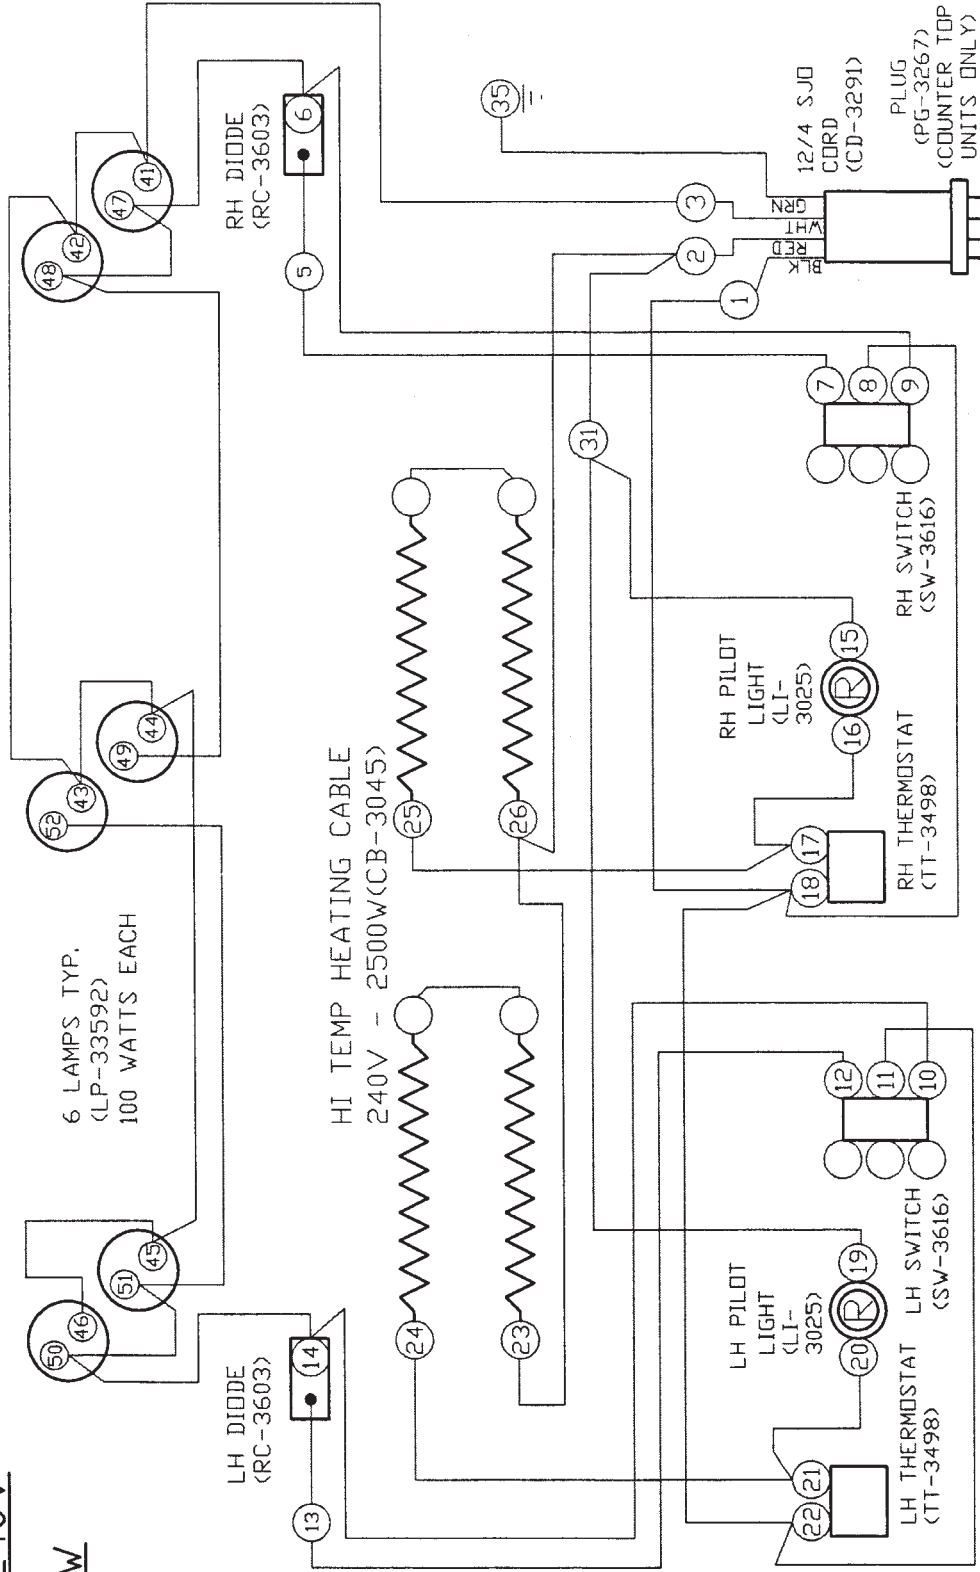 6 LAMPS TYP.
(LP-33592)
100 WATTS EACH
50
46
51
45
52
43
49
44
48
42
47
41
LH DIODE
(RC-3603)
13
14
RH DIODE
(RC-3603)
5
6
HI TEMP HEATING CABLE
240V - 2500W(CB-3045)
24
23
25
26
31
35
3
2
1
GRN
WHT
RED
BLK
12/4 SJO
CORD
(CD-3291)
PLUG
(PG-3267)
(COUNTER TOP
UNITS ONLY)
LH PILOT
LIGHT
(LI-
3025)
20
R
19
22
21
LH THERMOSTAT
(TT-3498)
12
11
10
LH SWITCH
(SW-3616)
RH PILOT
LIGHT
(LI-
3025)
16
R
15
18
17
RH THERMOSTAT
(TT-3498)
7
8
9
RH SWITCH
(SW-3616)
W